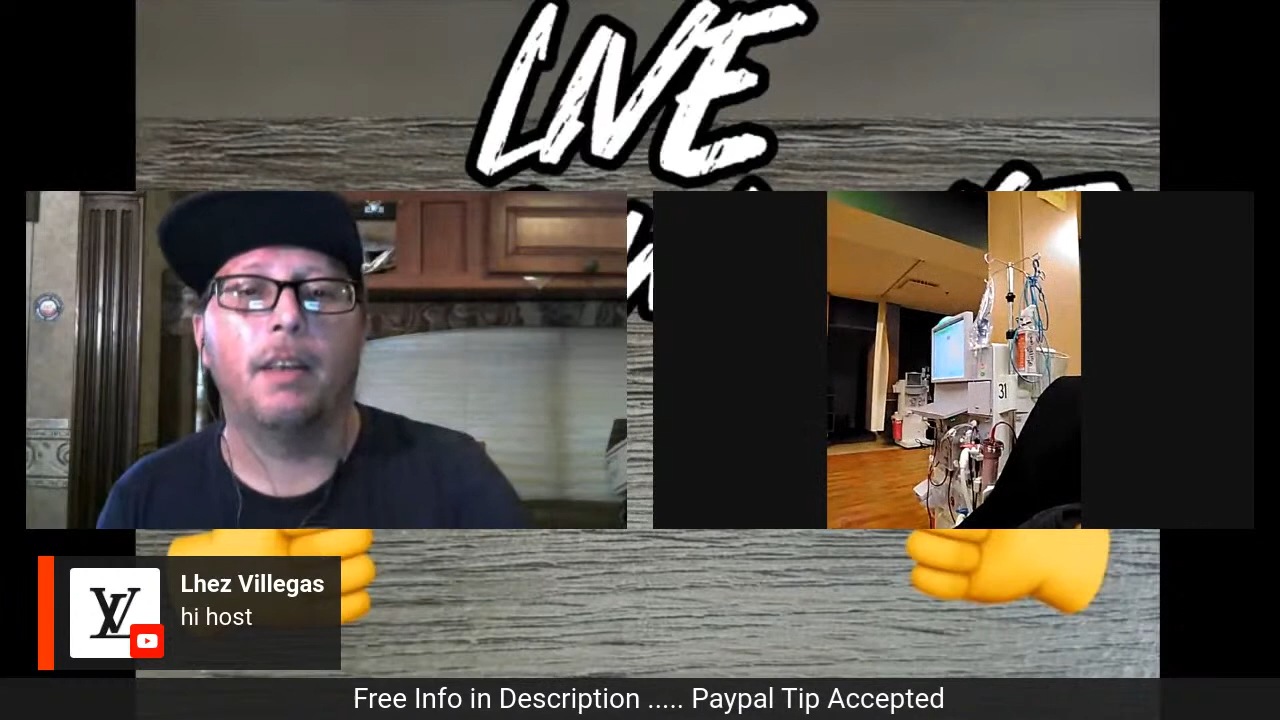 LIVE
31
Lhez Villegas
hi host
Free Info in Description ..... Paypal Tip Accepted